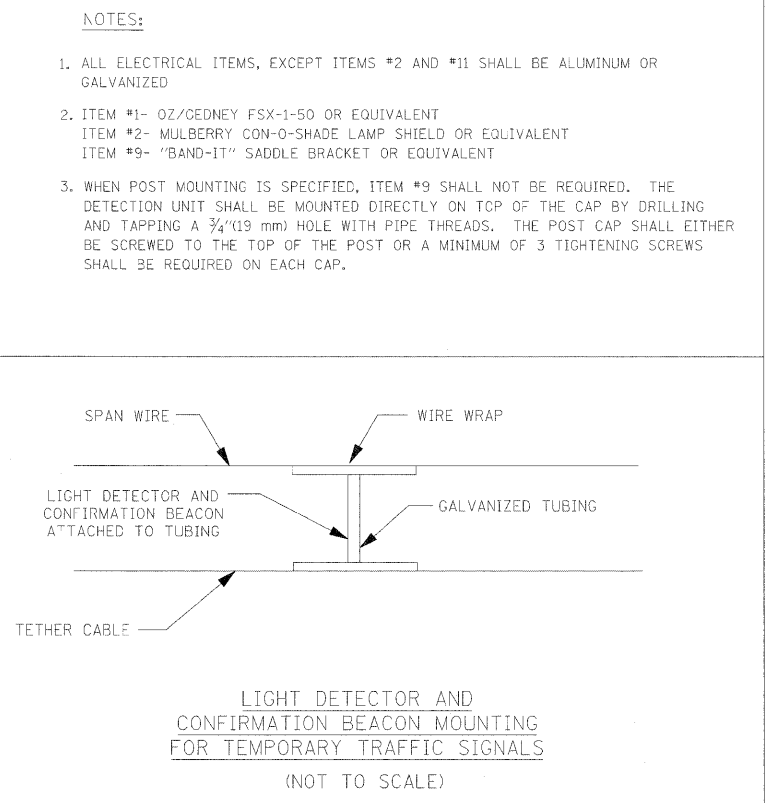 NOTES:
1. ALL ELECTRICAL ITEMS, EXCEPT ITEMS #2 AND #11 SHALL BE ALUMINUM OR
GALVANIZED
2. ITEM #1- OZ/GEDNEY FSX-1-50 OR EQUIVALENT
ITEM #2- MULBERRY CON-O-SHADE LAMP SHIELD OR EQUIVALENT
ITEM #9- "BAND-IT" SADDLE BRACKET OR EQUIVALENT
3. WHEN POST MOUNTING IS SPECIFIED, ITEM #9 SHALL NOT BE REQUIRED. THE
DETECTION UNIT SHALL BE MOUNTED DIRECTLY ON TOP OF THE CAP BY DRILLING
AND TAPPING A 3/4"(19 mm) HOLE WITH PIPE THREADS. THE POST CAP SHALL EITHER
BE SCREWED TO THE TOP OF THE POST OR A MINIMUM OF 3 TIGHTENING SCREWS
SHALL BE REQUIRED ON EACH CAP.
SPAN WIRE
WIRE WRAP
LIGHT DETECTOR AND
CONFIRMATION BEACON
ATTACHED TO TUBING
GALVANIZED TUBING
TETHER CABLE
LIGHT DETECTOR AND
CONFIRMATION BEACON MOUNTING
FOR TEMPORARY TRAFFIC SIGNALS
(NOT TO SCALE)